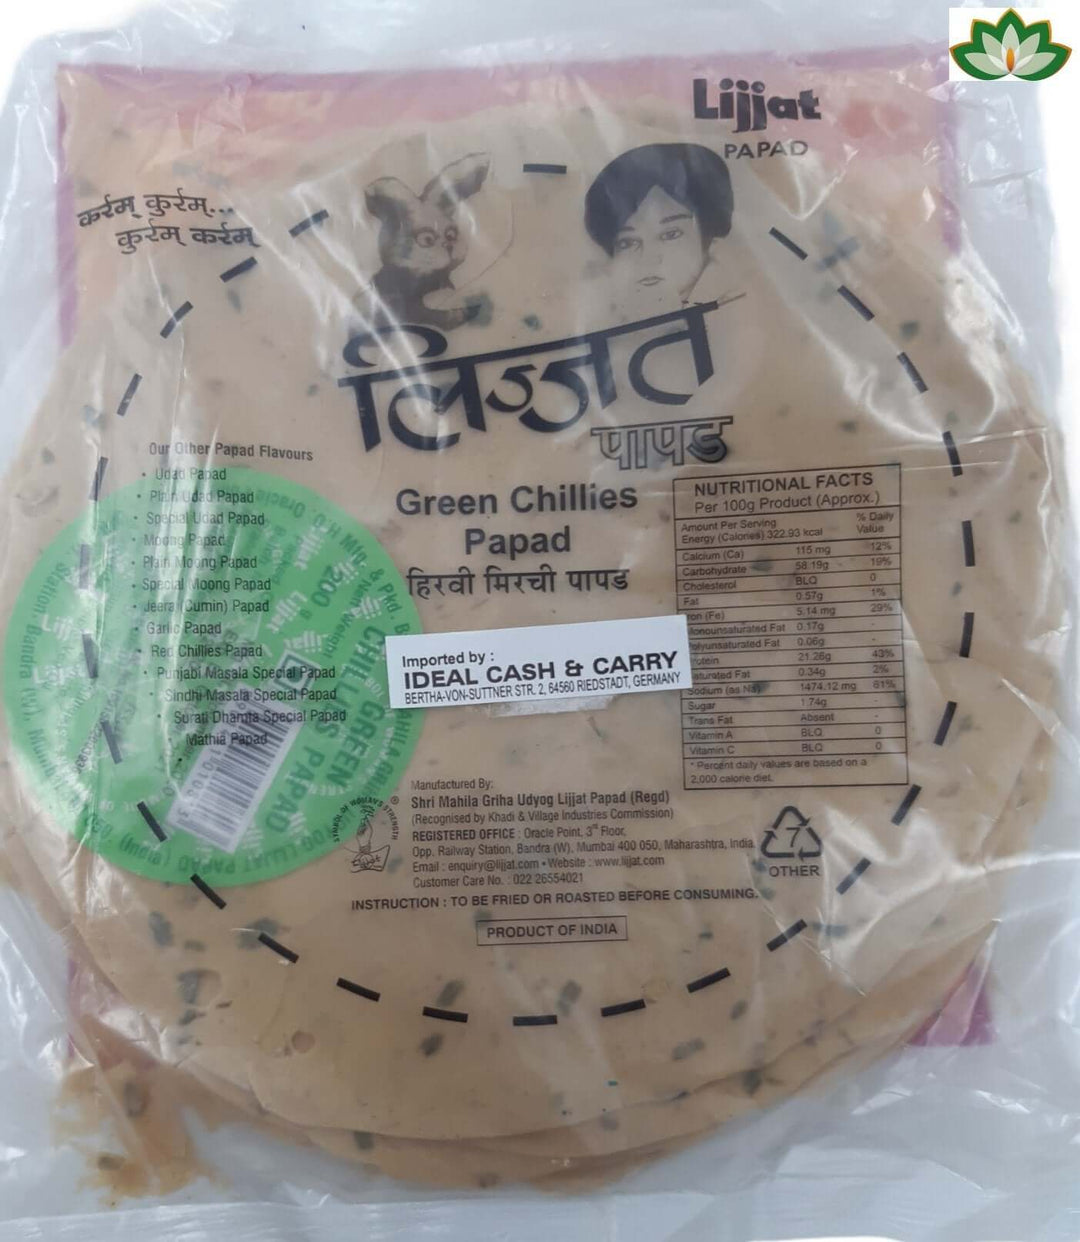 Lijjat
PAPAD
कर्रम् कुर्रम्...
कुर्रम् कर्रम्
लिज्जत
पापड
Green Chillies
Papad
हिरवी मिरची पापड
Our Other Papad Flavours
• Udad Papad
• Plain Udad Papad
• Special Udad Papad
• Moong Papad
• Plain Moong Papad
• Special Moong Papad
• Jeera (Cumin) Papad
• Garlic Papad
• Red Chillies Papad
• Punjabi Masala Special Papad
• Sindhi Masala Special Papad
• Surati Dhamta Special Papad
• Mathia Papad
NUTRITIONAL FACTS
Per 100g Product (Approx.)
Amount Per Serving % Daily
Energy (Calories) 322.93 kcal Value
Calcium (Ca) 115 mg 12%
Carbohydrate 58.19g 19%
Cholesterol BLQ 0
Fat 0.57g 1%
Iron (Fe) 5.14 mg 29%
Monounsaturated Fat 0.17g -
Polyunsaturated Fat 0.06g -
Protein 21.26g 43%
Saturated Fat 0.34g 2%
Sodium (as Na) 1474.12 mg 61%
Sugar 1.74g -
Trans Fat Absent -
Vitamin A BLQ 0
Vitamin C BLQ 0
* Percent daily values are based on a
2,000 calorie diet.
Imported by :
IDEAL CASH & CARRY
BERTHA-VON-SUTTNER STR. 2, 64560 RIEDSTADT, GERMANY
Manufactured By:
Shri Mahila Griha Udyog Lijjat Papad (Regd)
(Recognised by Khadi & Village Industries Commission)
REGISTERED OFFICE : Oracle Point, 3rd Floor,
Opp. Railway Station, Bandra (W), Mumbai 400 050, Maharashtra, India.
Email : enquiry@lijjat.com • Website : www.lijjat.com
Customer Care No. : 022 26554021
SYMBOL OF WOMAN'S STRENGTH
®
7
OTHER
INSTRUCTION : TO BE FRIED OR ROASTED BEFORE CONSUMING.
PRODUCT OF INDIA